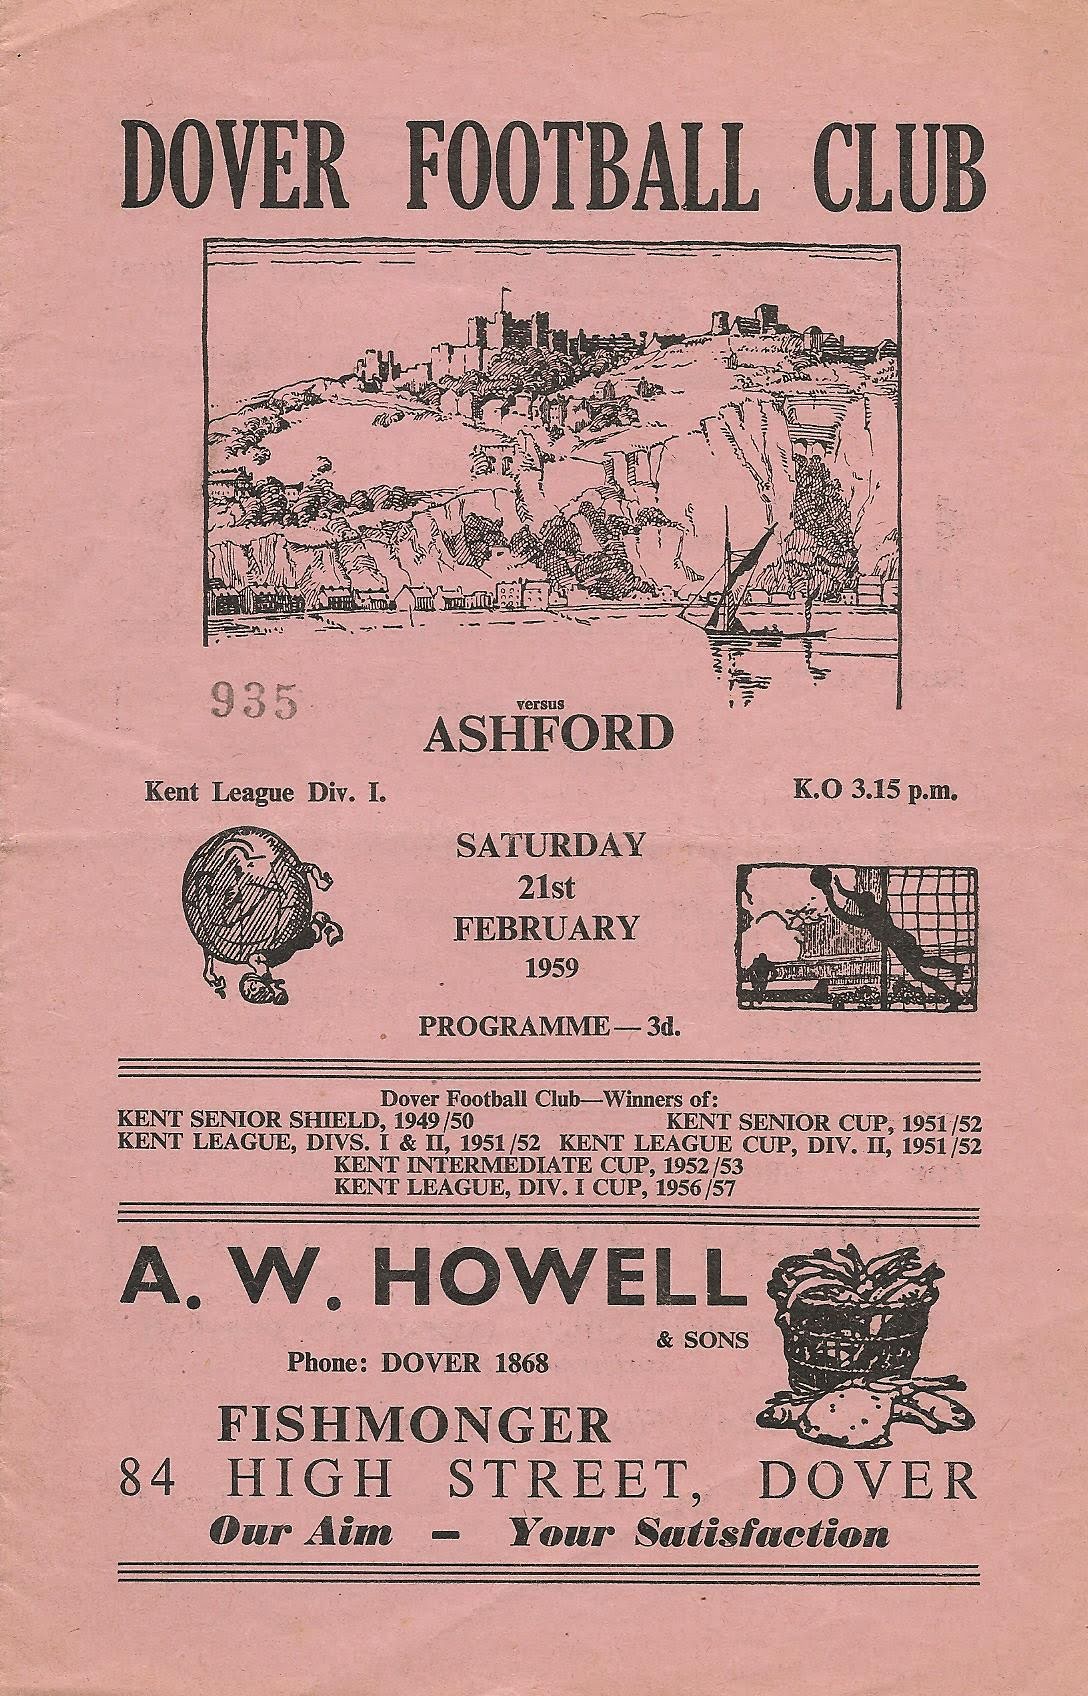 DOVER FOOTBALL CLUB
935
versus
ASHFORD
Kent League Div. I.
K.O 3.15 p.m.
SATURDAY
21st
FEBRUARY
1959
PROGRAMME — 3d.
Dover Football Club—Winners of:
KENT SENIOR SHIELD, 1949/50 KENT SENIOR CUP, 1951/52
KENT LEAGUE, DIVS. I & II, 1951/52 KENT LEAGUE CUP, DIV. II, 1951/52
KENT INTERMEDIATE CUP, 1952/53
KENT LEAGUE, DIV. I CUP, 1956/57
A. W. HOWELL
& SONS
Phone: DOVER 1868
FISHMONGER
84 HIGH STREET, DOVER
Our Aim – Your Satisfaction